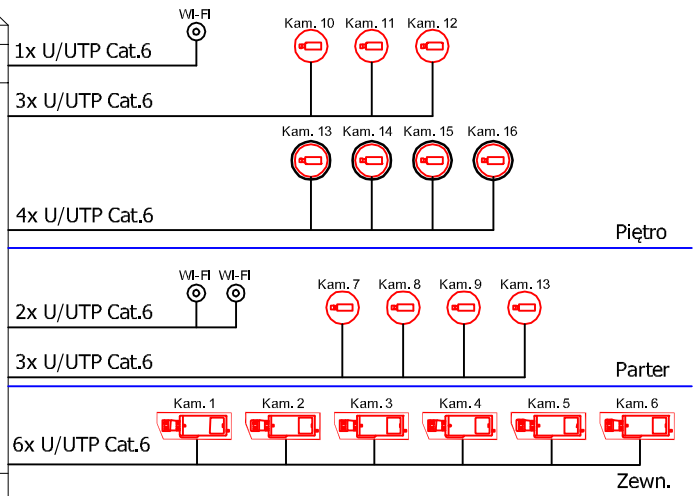 WI-FI
Kam. 10 Kam. 11 Kam. 12
1x U/UTP Cat.6
3x U/UTP Cat.6
Kam. 13 Kam. 14 Kam. 15 Kam. 16
4x U/UTP Cat.6
Piętro
WI-FI WI-FI
Kam. 7 Kam. 8 Kam. 9 Kam. 13
2x U/UTP Cat.6
3x U/UTP Cat.6
Parter
Kam. 1 Kam. 2 Kam. 3 Kam. 4 Kam. 5 Kam. 6
6x U/UTP Cat.6
Zewn.